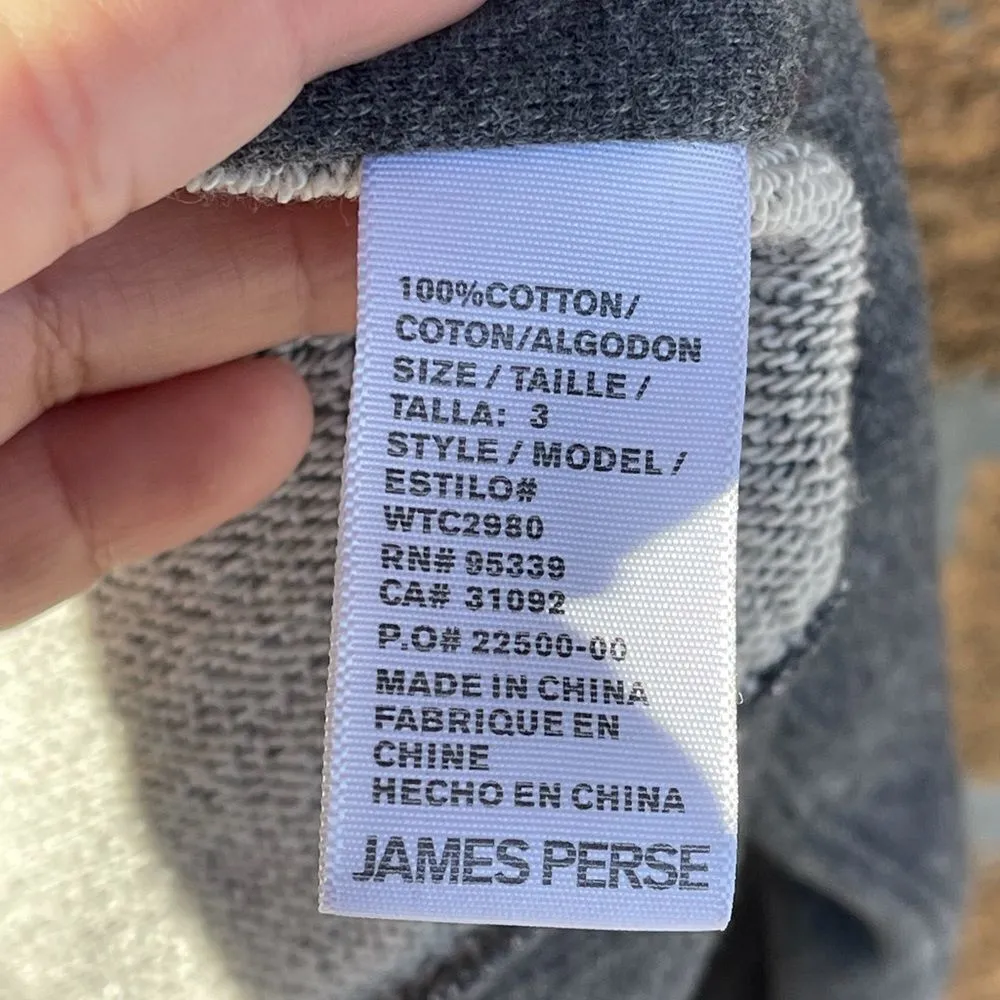 100%COTTON/
COTON/ALGODON
SIZE / TAILLE /
TALLA: 3
STYLE / MODEL /
ESTILO#
WTC2980
RN# 95339
CA# 31092
P.O# 22500-00
MADE IN CHINA
FABRIQUE EN
CHINE
HECHO EN CHINA
JAMES PERSE